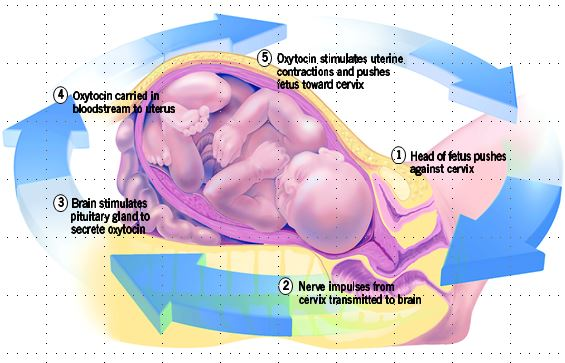 5 Oxytocin stimulates uterine
contractions and pushes
fetus toward cervix
4 Oxytocin carried in
bloodstream to uterus
1 Head of fetus pushes
against cervix
3 Brain stimulates
pituitary gland to
secrete oxytocin
2 Nerve impulses from
cervix transmitted to brain